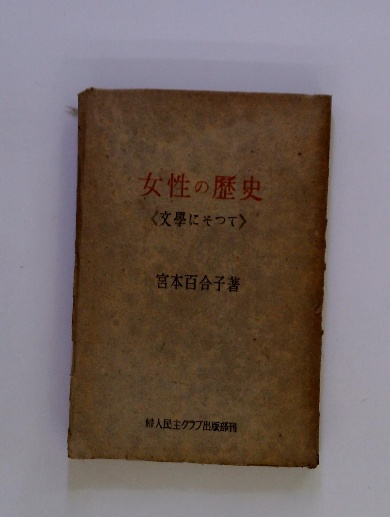 女性の歷史
《文學にそつて》
宮本百合子著
婦人民主クラブ出版部刊